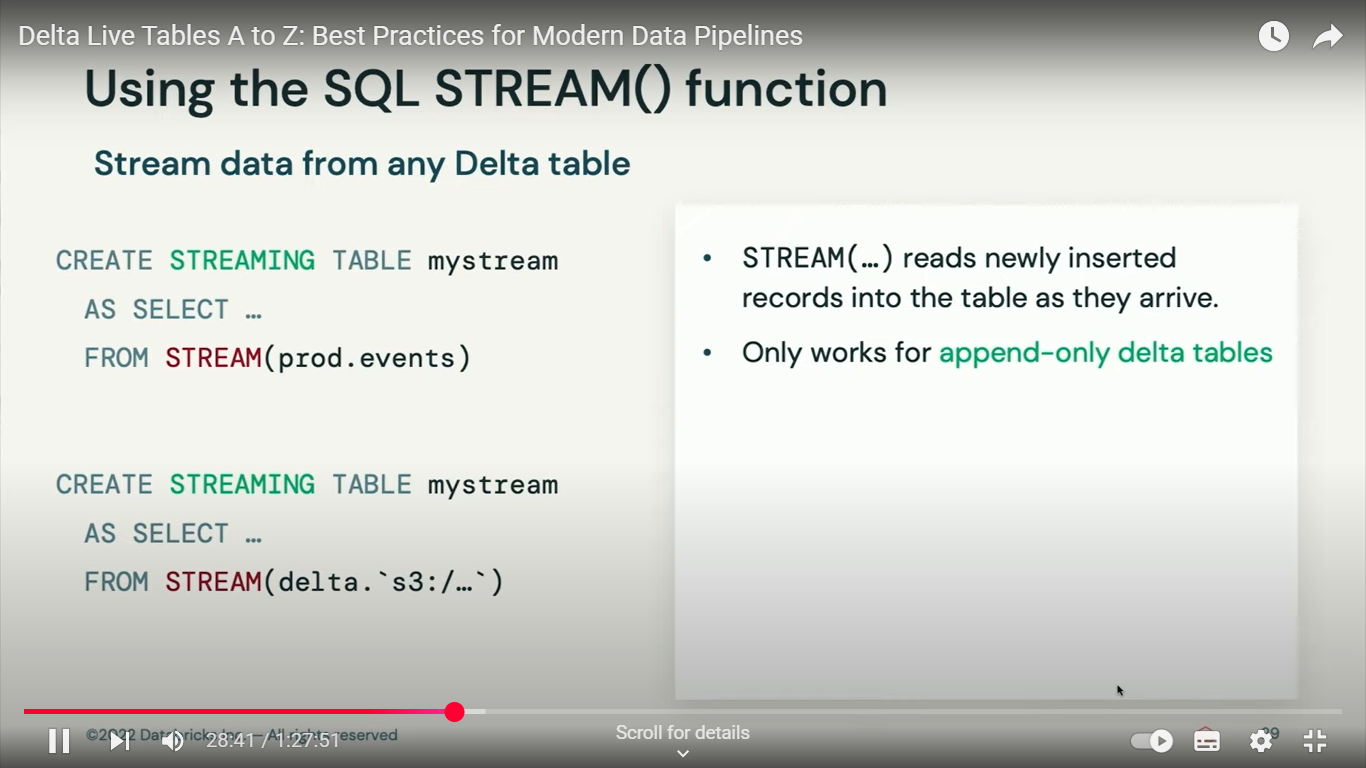 Delta Live Tables A to Z: Best Practices for Modern Data Pipelines
Using the SQL STREAM() function
Stream data from any Delta table
CREATE STREAMING TABLE mystream
AS SELECT …
FROM STREAM(prod.events)
CREATE STREAMING TABLE mystream
AS SELECT …
FROM STREAM(delta.`s3:/…`)
• STREAM(…) reads newly inserted
records into the table as they arrive.
• Only works for append-only delta tables
©2022 Databricks Inc. — All rights reserved
28:41 / 1:27:51
Scroll for details